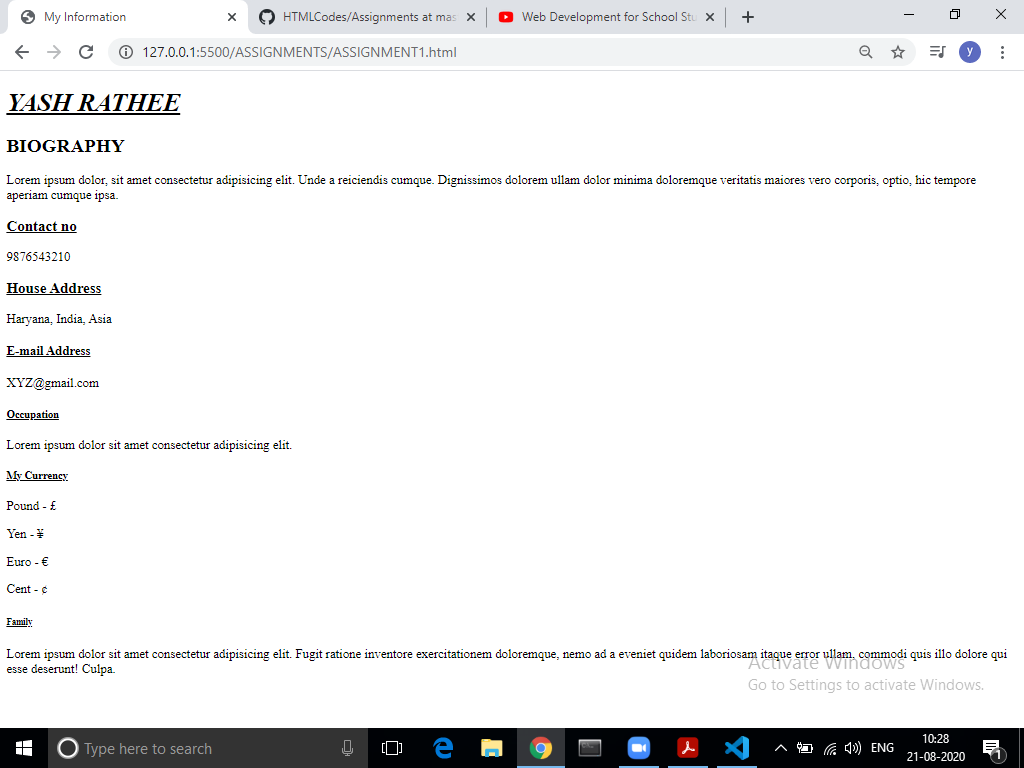 My Information
HTMLCodes/Assignments at mas
Web Development for School Stu
127.0.0.1:5500/ASSIGNMENTS/ASSIGNMENT1.html
y
YASH RATHEE
BIOGRAPHY
Lorem ipsum dolor, sit amet consectetur adipisicing elit. Unde a reiciendis cumque. Dignissimos dolorem ullam dolor minima doloremque veritatis maiores vero corporis, optio, hic tempore
aperiam cumque ipsa.
Contact no
9876543210
House Address
Haryana, India, Asia
E-mail Address
XYZ@gmail.com
Occupation
Lorem ipsum dolor sit amet consectetur adipisicing elit.
My Currency
Pound - £
Yen - ¥
Euro - €
Cent - ¢
Family
Lorem ipsum dolor sit amet consectetur adipisicing elit. Fugit ratione inventore exercitationem doloremque, nemo ad a eveniet quidem laboriosam itaque error ullam, commodi quis illo dolore qui
esse deserunt! Culpa.
Activate Windows
Go to Settings to activate Windows.
Type here to search
ENG
10:28
21-08-2020
1